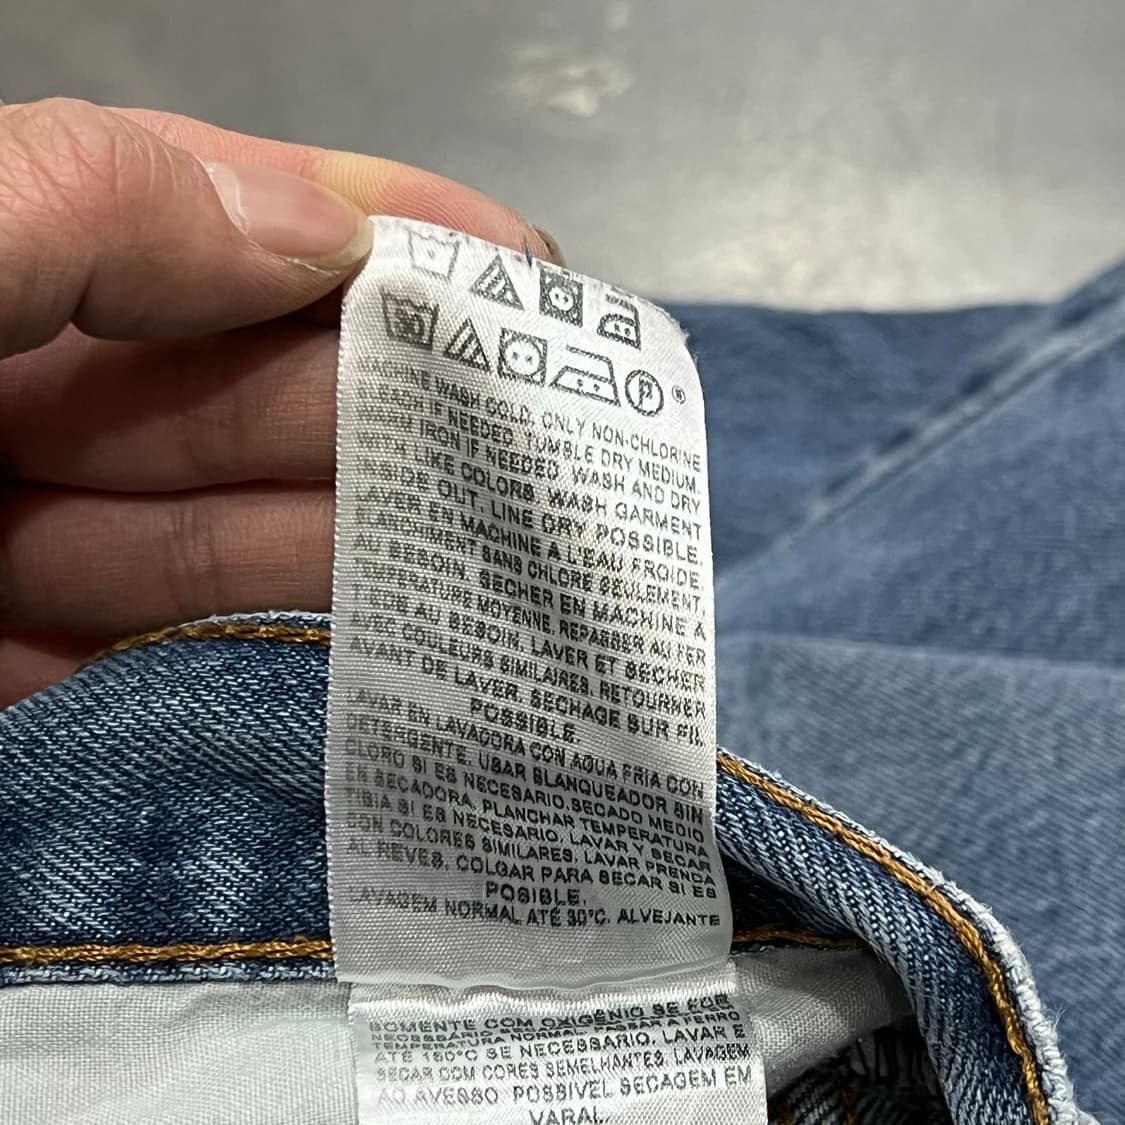 30
P ®
MACHINE WASH COLD. ONLY NON-CHLORINE
BLEACH IF NEEDED. TUMBLE DRY MEDIUM.
WARM IRON IF NEEDED. WASH AND DRY
WITH LIKE COLORS. WASH GARMENT
INSIDE OUT. LINE DRY POSSIBLE.
LAVER EN MACHINE A L'EAU FROIDE.
BLANCHIMENT SANS CHLORE SEULEMENT,
AU BESOIN. SECHER EN MACHINE A
TEMPERATURE MOYENNE. REPASSER AU FER
TIEDE AU BESOIN. LAVER ET SECHER
AVEC COULEURS SIMILAIRES. RETOURNER
AVANT DE LAVER. SECHAGE SUR FIL
POSSIBLE.
LAVAR EN LAVADORA CON AGUA FRIA CON
DETERGENTE. USAR BLANQUEADOR SIN
CLORO SI ES NECESARIO. SECADO MEDIO
EN SECADORA. PLANCHAR TEMPERATURA
TIBIA SI ES NECESARIO. LAVAR Y SECAR
CON COLORES SIMILARES. LAVAR PRENDA
AL REVES. COLGAR PARA SECAR SI ES
POSIBLE.
LAVAGEM NORMAL ATÉ 30°C. ALVEJANTE
SOMENTE COM OXIGÊNIO SE FOR
TEMPERATURA NORMAL. PASSAR A FERRO
ATÉ 150°C SE NECESSARIO. LAVAR E
SECAR COM CORES SEMELHANTES. LAVAGEM
AO AVESSO. POSSIVEL SECAGEM EM
VARAL.